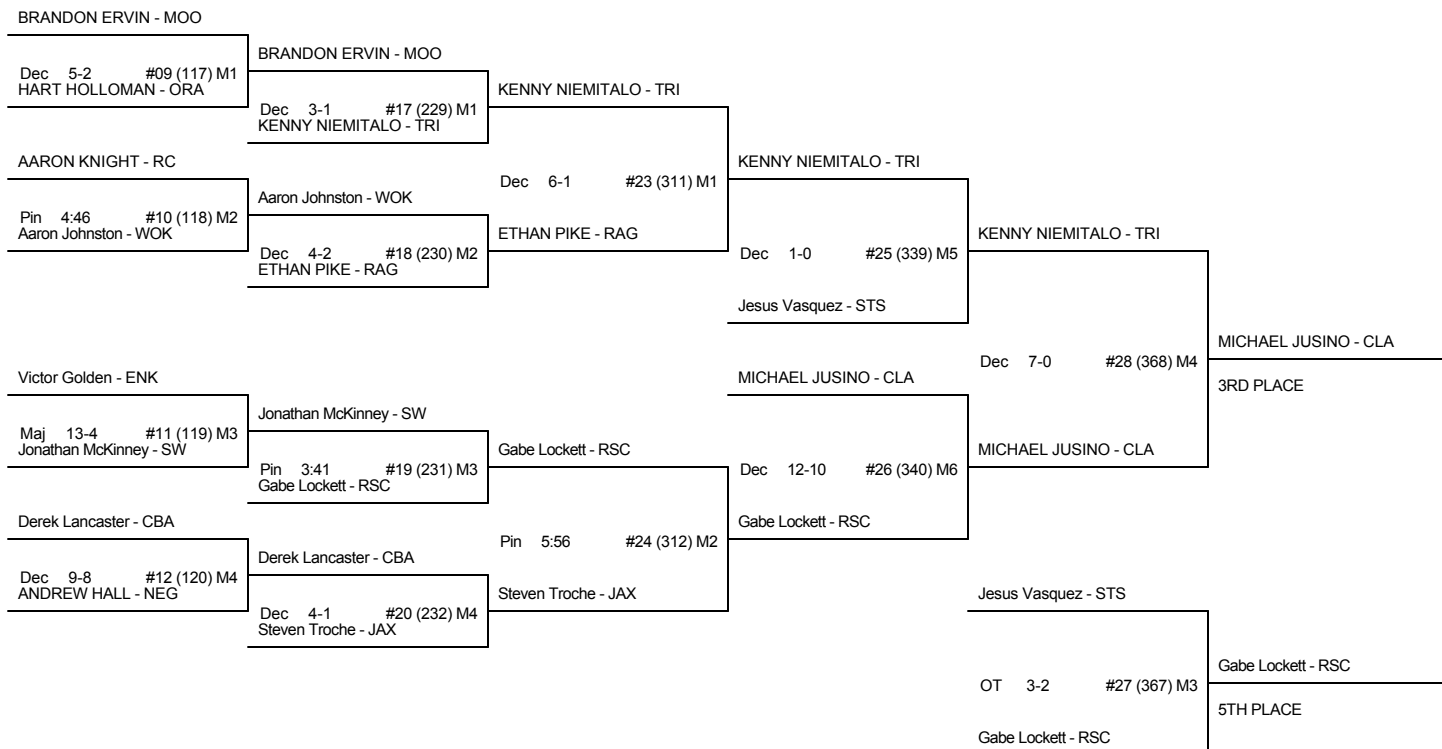 BRANDON ERVIN - MOO
Dec 5-2 #09 (117) M1
HART HOLLOMAN - ORA
AARON KNIGHT - RC
Pin 4:46 #10 (118) M2
Aaron Johnston - WOK
Victor Golden - ENK
Maj 13-4 #11 (119) M3
Jonathan McKinney - SW
Derek Lancaster - CBA
Dec 9-8 #12 (120) M4
ANDREW HALL - NEG
BRANDON ERVIN - MOO
Dec 3-1 #17 (229) M1
KENNY NIEMITALO - TRI
Aaron Johnston - WOK
Dec 4-2 #18 (230) M2
ETHAN PIKE - RAG
Jonathan McKinney - SW
Pin 3:41 #19 (231) M3
Gabe Lockett - RSC
Derek Lancaster - CBA
Dec 4-1 #20 (232) M4
Steven Troche - JAX
KENNY NIEMITALO - TRI
Dec 6-1 #23 (311) M1
ETHAN PIKE - RAG
Gabe Lockett - RSC
Pin 5:56 #24 (312) M2
Steven Troche - JAX
KENNY NIEMITALO - TRI
Dec 1-0 #25 (339) M5
Jesus Vasquez - STS
MICHAEL JUSINO - CLA
Dec 12-10 #26 (340) M6
Gabe Lockett - RSC
KENNY NIEMITALO - TRI
Dec 7-0 #28 (368) M4
MICHAEL JUSINO - CLA
Jesus Vasquez - STS
OT 3-2 #27 (367) M3
Gabe Lockett - RSC
MICHAEL JUSINO - CLA
3RD PLACE
Gabe Lockett - RSC
5TH PLACE